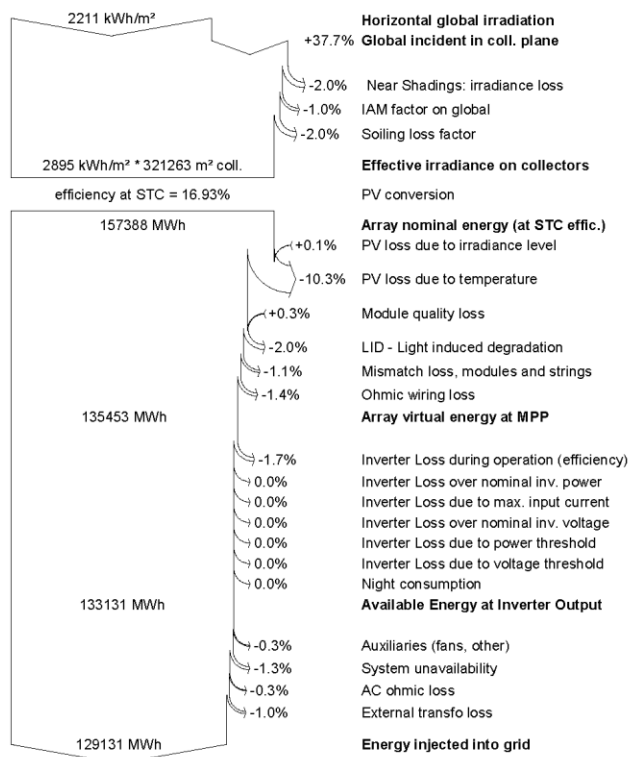 2211 kWh/m² Horizontal global irradiation
+37.7% Global incident in coll. plane
-2.0% Near Shadings: irradiance loss
-1.0% IAM factor on global
-2.0% Soiling loss factor
2895 kWh/m² * 321263 m² coll. Effective irradiance on collectors
efficiency at STC = 16.93% PV conversion
157388 MWh Array nominal energy (at STC effic.)
+0.1% PV loss due to irradiance level
-10.3% PV loss due to temperature
+0.3% Module quality loss
-2.0% LID - Light induced degradation
-1.1% Mismatch loss, modules and strings
-1.4% Ohmic wiring loss
135453 MWh Array virtual energy at MPP
-1.7% Inverter Loss during operation (efficiency)
0.0% Inverter Loss over nominal inv. power
0.0% Inverter Loss due to max. input current
0.0% Inverter Loss over nominal inv. voltage
0.0% Inverter Loss due to power threshold
0.0% Inverter Loss due to voltage threshold
0.0% Night consumption
133131 MWh Available Energy at Inverter Output
-0.3% Auxiliaries (fans, other)
-1.3% System unavailability
-0.3% AC ohmic loss
-1.0% External transfo loss
129131 MWh Energy injected into grid